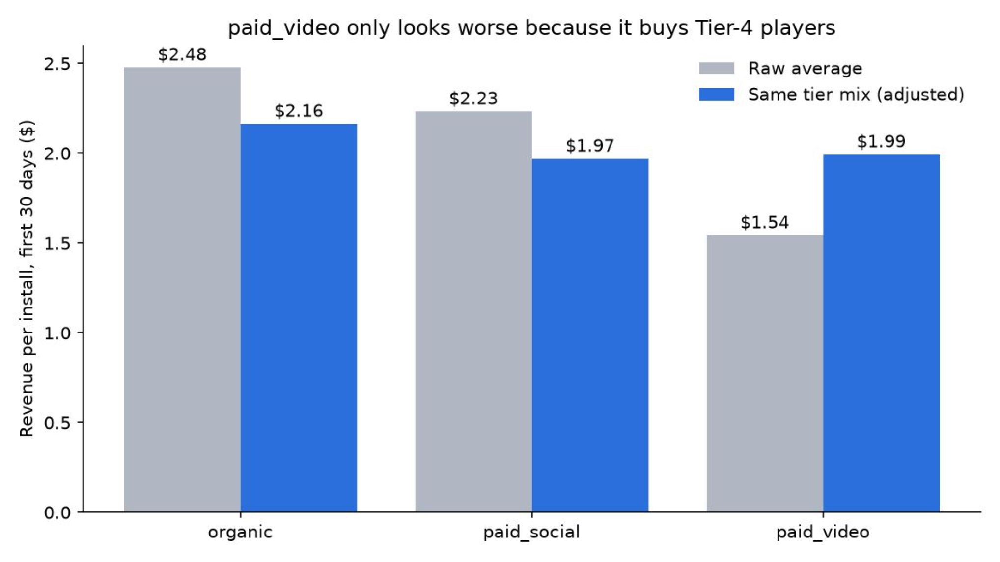 paid_video only looks worse because it buys Tier-4 players
Raw average
Same tier mix (adjusted)
Revenue per install, first 30 days ($)
2.5
2.0
1.5
1.0
0.5
0.0
$2.48
$2.16
$2.23
$1.97
$1.54
$1.99
organic
paid_social
paid_video